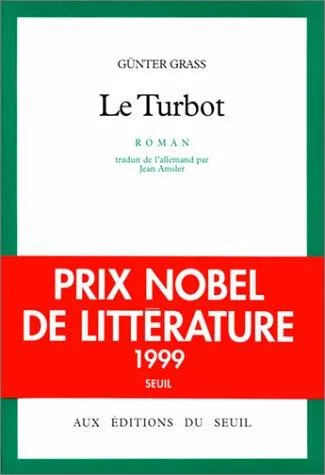 GÜNTER GRASS
Le Turbot
ROMAN
traduit de l'allemand par
Jean Amsler
PRIX NOBEL
DE LITTÉRATURE
1999
SEUIL
AUX ÉDITIONS DU SEUIL